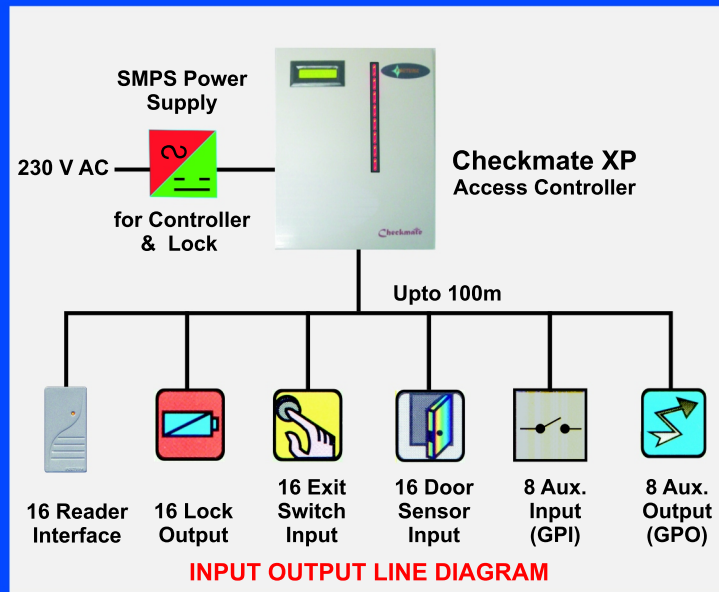 SMPS Power
Supply
230 V AC
for Controller
& Lock
Checkmate
Checkmate XP
Access Controller
Upto 100m
16 Reader
Interface
16 Lock
Output
16 Exit
Switch
Input
16 Door
Sensor
Input
8 Aux.
Input
(GPI)
8 Aux.
Output
(GPO)
INPUT OUTPUT LINE DIAGRAM